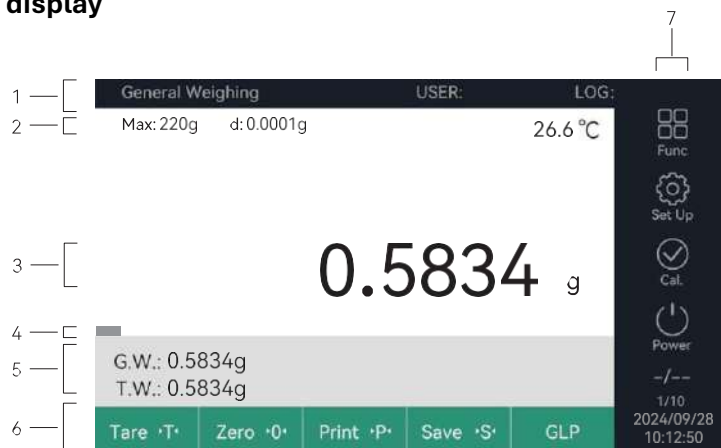 display
7
1
General Weighing USER: LOG:
2
Max: 220g d: 0.0001g 26.6 °C
Func
Set Up
3
0.5834 g
Cal.
4
Power
5
G.W.: 0.5834g
T.W.: 0.5834g
-/--
1/10
6
Tare ·T· Zero ·0· Print ·P· Save ·S· GLP
2024/09/28
10:12:50